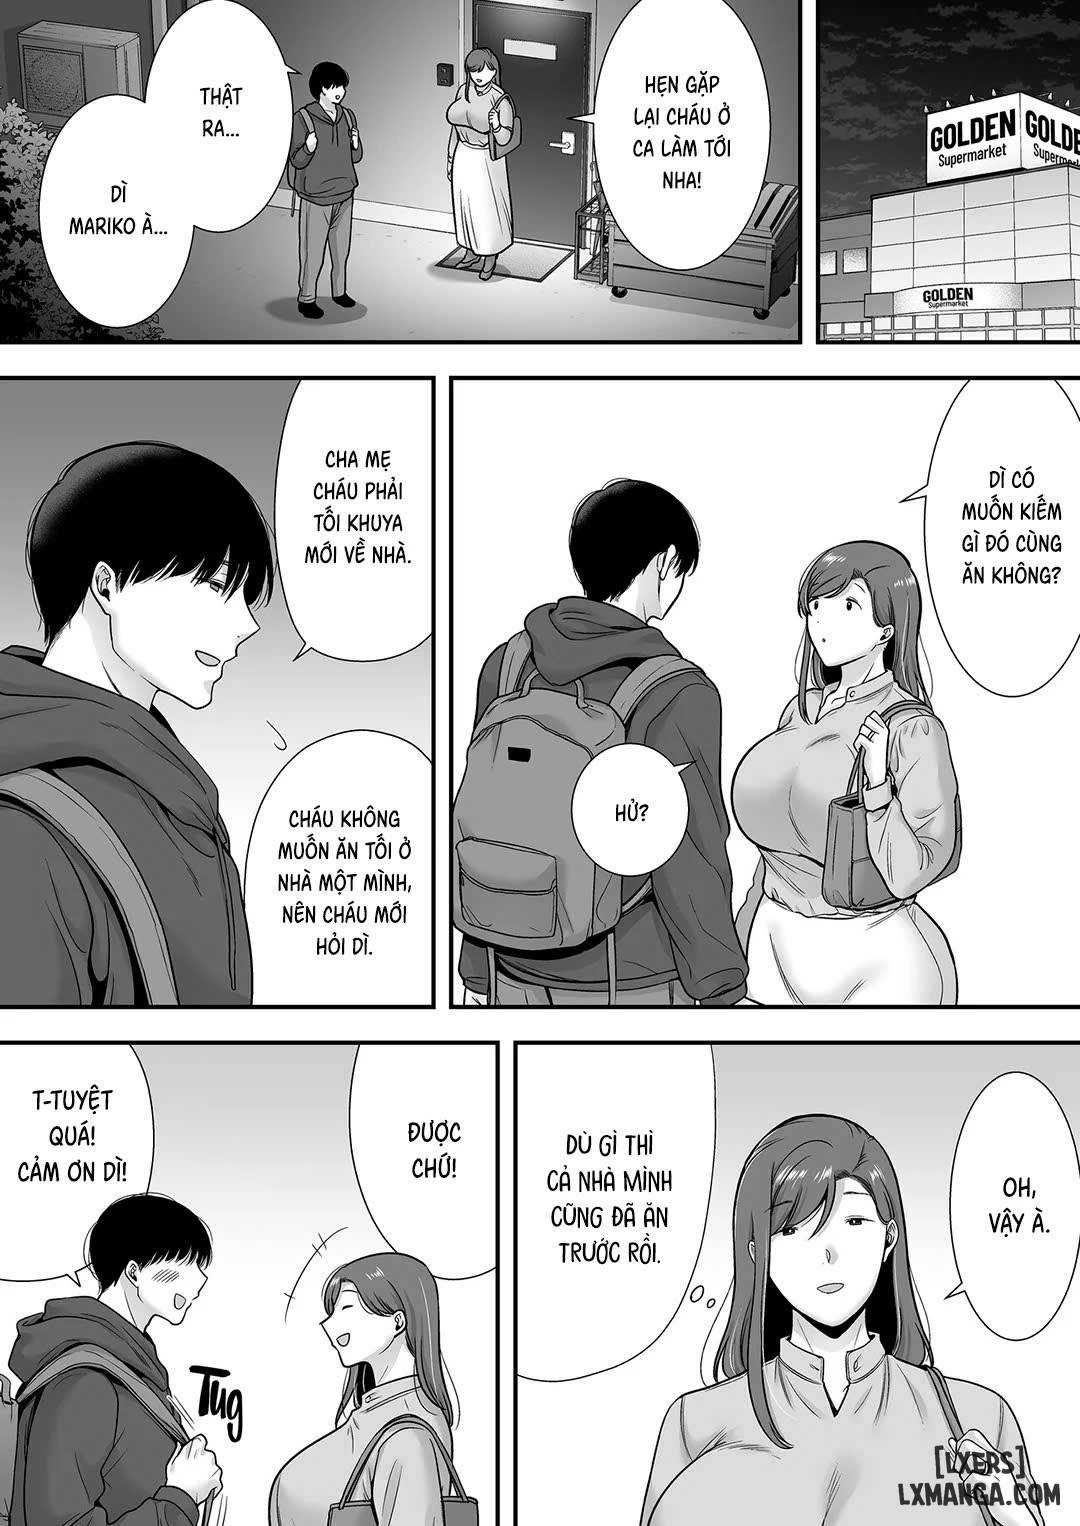 GOLDEN
Supermarket
GOLDEN
Superma
GOLDEN
Supermarket
HẸN GẶP
LẠI CHÁU Ở
CA LÀM TỚI
NHA!
THẬT
RA...
DÌ
MARIKO À...
DÌ CÓ
MUỐN KIẾM
GÌ ĐÓ CÙNG
ĂN KHÔNG?
HỬ?
CHA MẸ
CHÁU PHẢI
TỐI KHUYA
MỚI VỀ NHÀ.
CHÁU KHÔNG
MUỐN ĂN TỐI Ở
NHÀ MỘT MÌNH,
NÊN CHÁU MỚI
HỎI DÌ.
OH,
VẬY À.
DÙ GÌ THÌ
CẢ NHÀ MÌNH
CŨNG ĐÃ ĂN
TRƯỚC RỒI.
ĐƯỢC
CHỨ!
T-TUYỆT
QUÁ!
CẢM ƠN DÌ!
Tug
[LXERS]
LXMANGA.COM